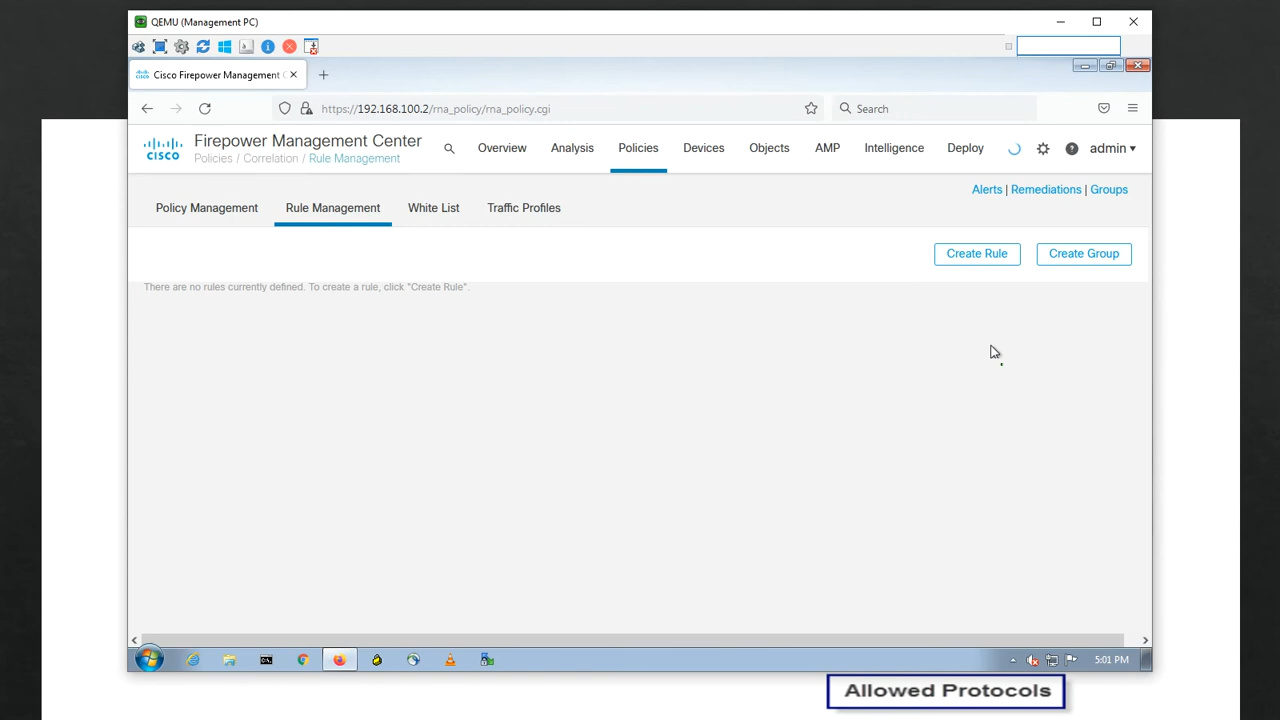 QEMU (Management PC)
Cisco Firepower Management C
https://192.168.100.2/rna_policy/rna_policy.cgi
Search
cisco
Firepower Management Center
Policies / Correlation / Rule Management
Overview
Analysis
Policies
Devices
Objects
AMP
Intelligence
Deploy
admin
Alerts | Remediations | Groups
Policy Management
Rule Management
White List
Traffic Profiles
Create Rule
Create Group
There are no rules currently defined. To create a rule, click "Create Rule".
5:01 PM
Allowed Protocols